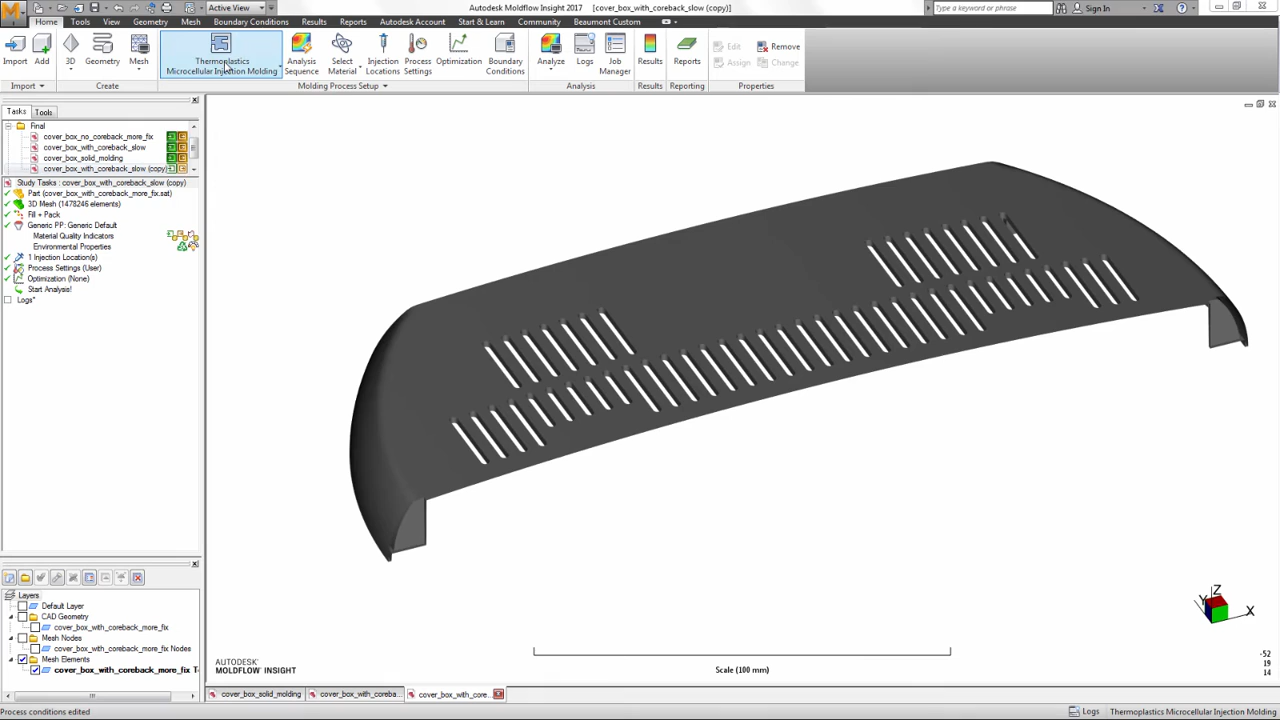 Active View
Autodesk Moldflow Insight 2017 [cover_box_with_coreback_slow (copy)]
Type a keyword or phrase
Sign In
Home Tools View Geometry Mesh Boundary Conditions Results Reports Autodesk Account Start & Learn Community Beaumont Custom
Import Add 3D Geometry Mesh
Thermoplastics
Microcellular Injection Molding
Analysis
Sequence
Select
Material
Injection
Locations
Process
Settings
Optimization
Boundary
Conditions
Analyze Logs
Job
Manager
Results Reports
Edit Remove
Assign Change
Import Create Molding Process Setup Analysis Results Reporting Properties
Tasks Tools
Final
cover_box_no_coreback_more_fix
cover_box_with_coreback_slow
cover_box_solid_molding
cover_box_with_coreback_slow (copy)
Study Tasks : cover_box_with_coreback_slow (copy)
Part (cover_box_with_coreback_more_fix.sat)
3D Mesh (1478246 elements)
Fill + Pack
Generic PP: Generic Default
Material Quality Indicators
Environmental Properties
1 Injection Location(s)
Process Settings (User)
Optimization (None)
Start Analysis!
Logs*
Layers
Default Layer
CAD Geometry
cover_box_with_coreback_more_fix
Mesh Nodes
cover_box_with_coreback_more_fix Nodes
Mesh Elements
cover_box_with_coreback_more_fix T
Z
Y
X
AUTODESK®
MOLDFLOW INSIGHT
Scale (100 mm)
-52
19
14
cover_box_solid_molding cover_box_with_coreba... cover_box_with_core...
Process conditions edited
Logs
Thermoplastics Microcellular Injection Molding